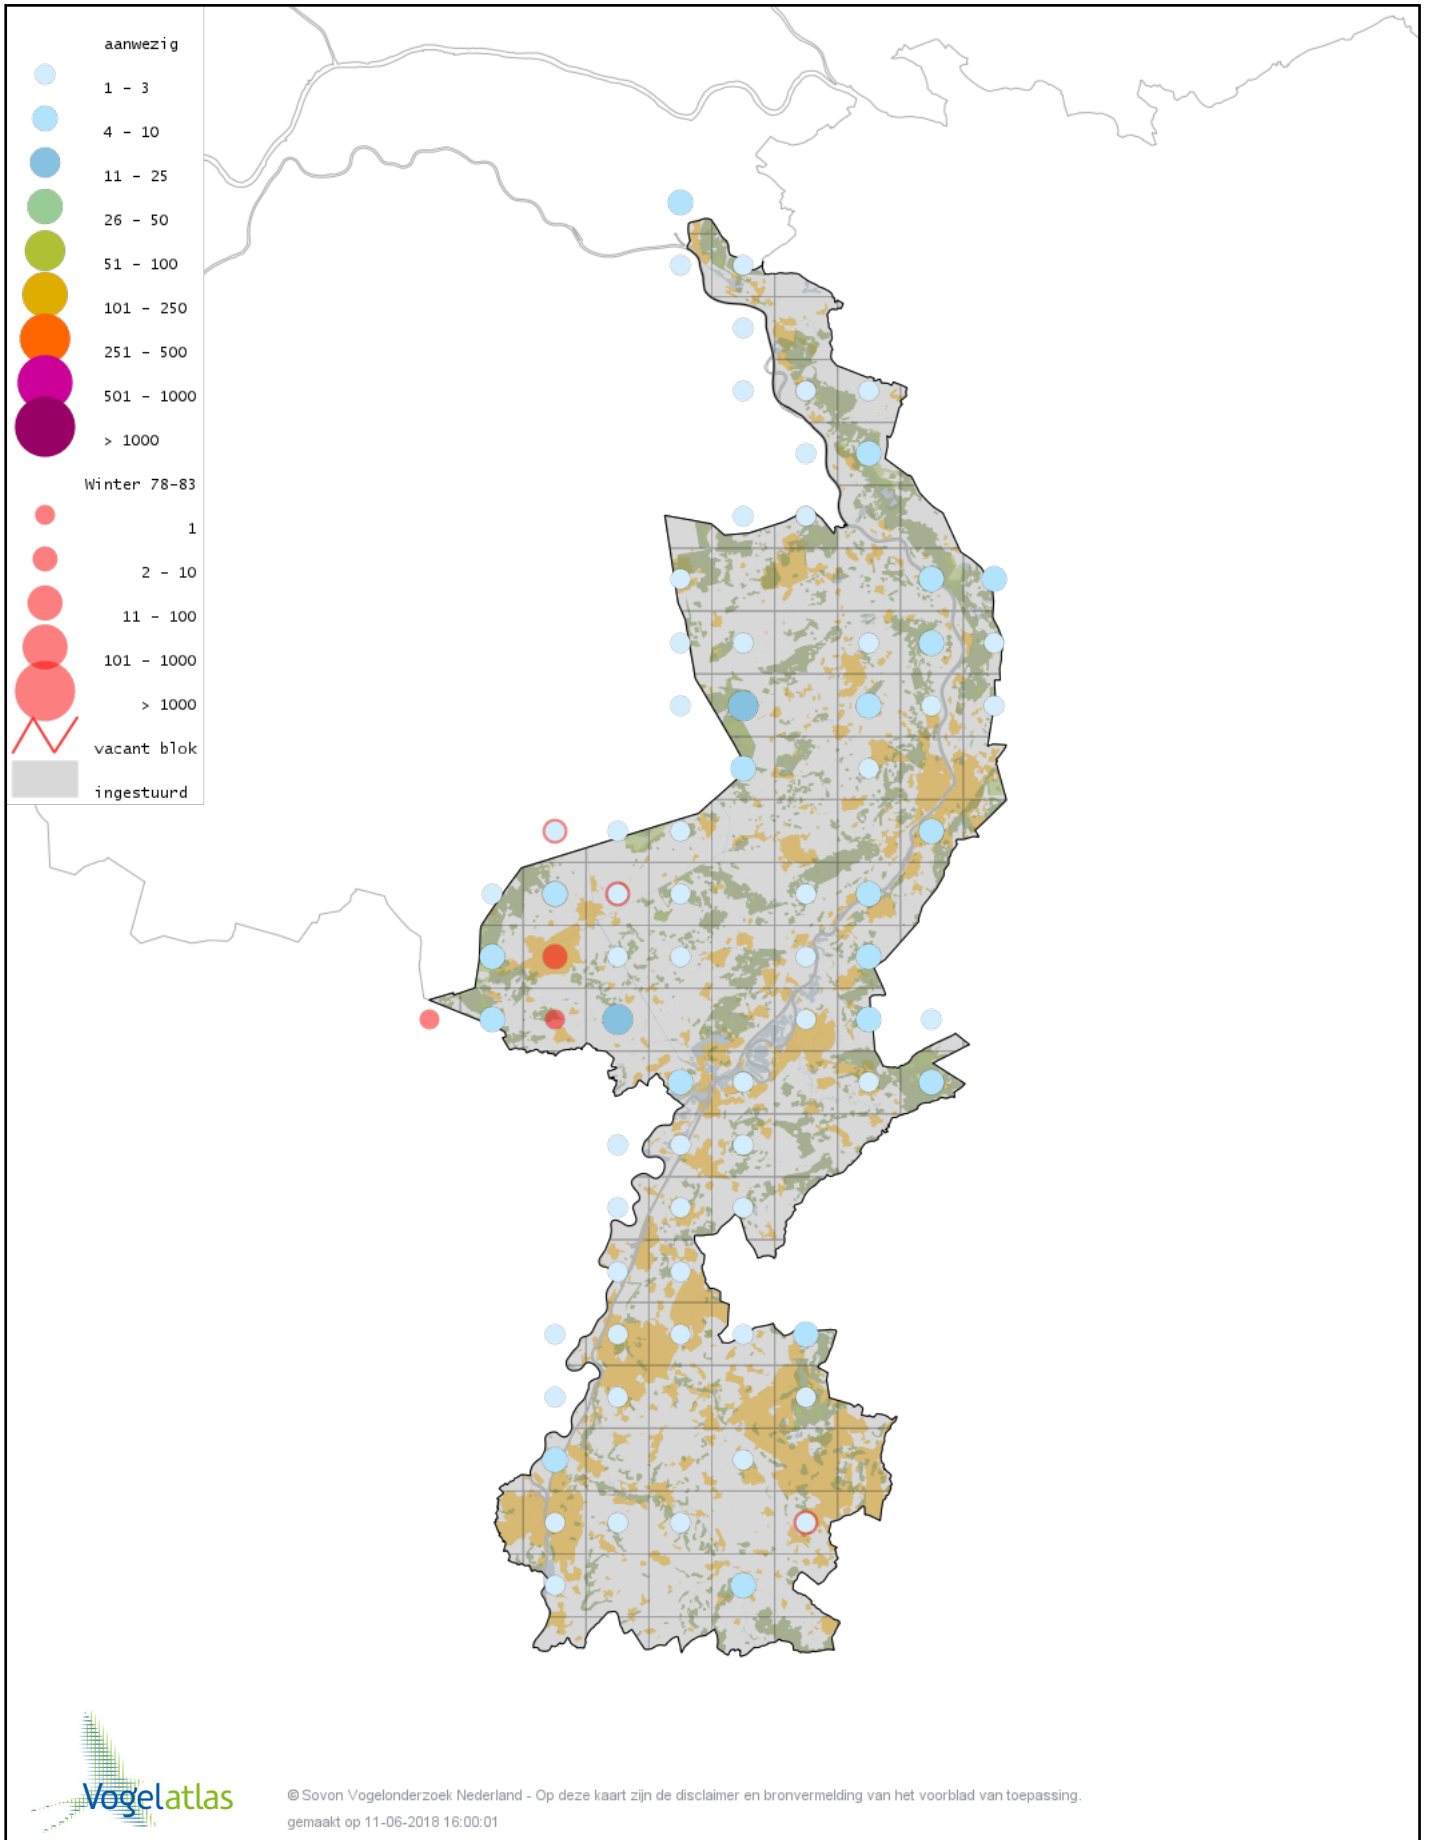 aanwezig
1 - 3
4 - 10
11 - 25
26 - 50
51 - 100
101 - 250
251 - 500
501 - 1000
> 1000
Winter 78-83
1
2 - 10
11 - 100
101 - 1000
> 1000
vacant blok
ingestuurd
Vogelatlas
© Sovon Vogelonderzoek Nederland - Op deze kaart zijn de disclaimer en bronvermelding van het voorblad van toepassing.
gemaakt op 11-06-2018 16:00:01